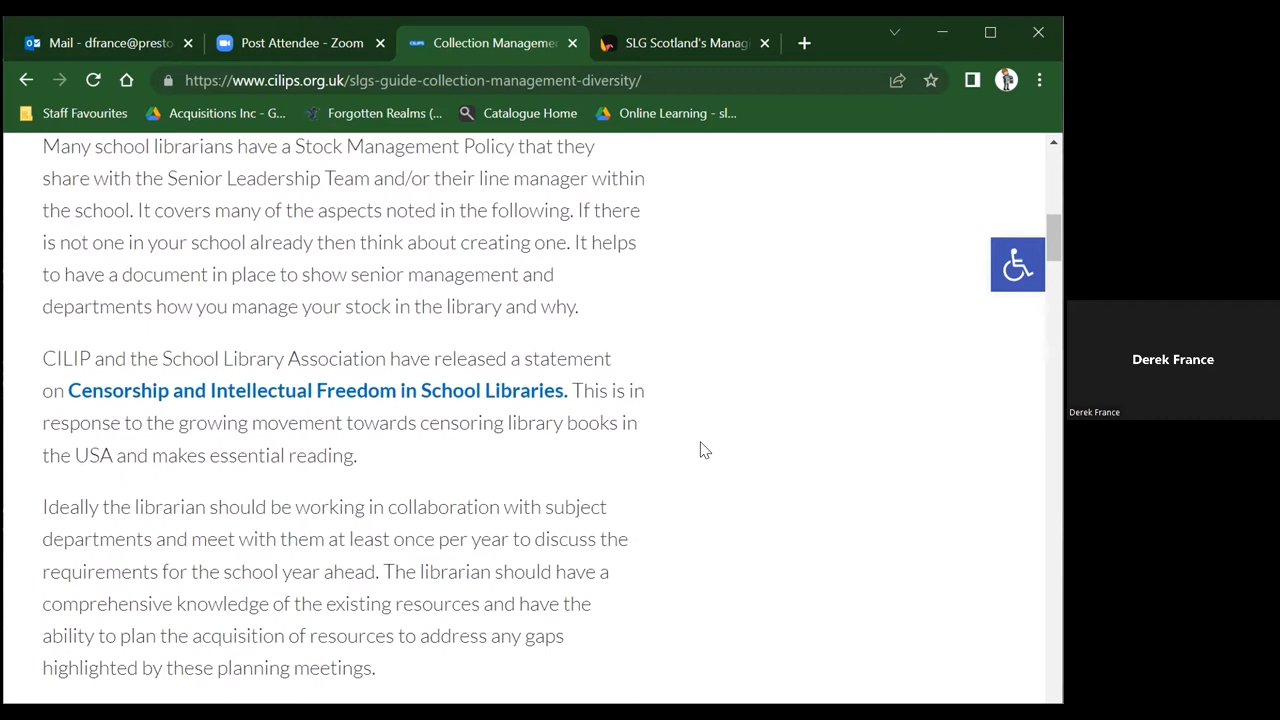 Mail - dfrance@presto
Post Attendee - Zoom
CILIPS
Collection Manageme
SLG Scotland's Managi
https://www.cilips.org.uk/slgs-guide-collection-management-diversity/
Staff Favourites
Acquisitions Inc - G...
Forgotten Realms (...
Catalogue Home
Online Learning - sl...
Many school librarians have a Stock Management Policy that they
share with the Senior Leadership Team and/or their line manager within
the school. It covers many of the aspects noted in the following. If there
is not one in your school already then think about creating one. It helps
to have a document in place to show senior management and
departments how you manage your stock in the library and why.
CILIP and the School Library Association have released a statement
on Censorship and Intellectual Freedom in School Libraries. This is in
response to the growing movement towards censoring library books in
the USA and makes essential reading.
Ideally the librarian should be working in collaboration with subject
departments and meet with them at least once per year to discuss the
requirements for the school year ahead. The librarian should have a
comprehensive knowledge of the existing resources and have the
ability to plan the acquisition of resources to address any gaps
highlighted by these planning meetings.
Derek France
Derek France